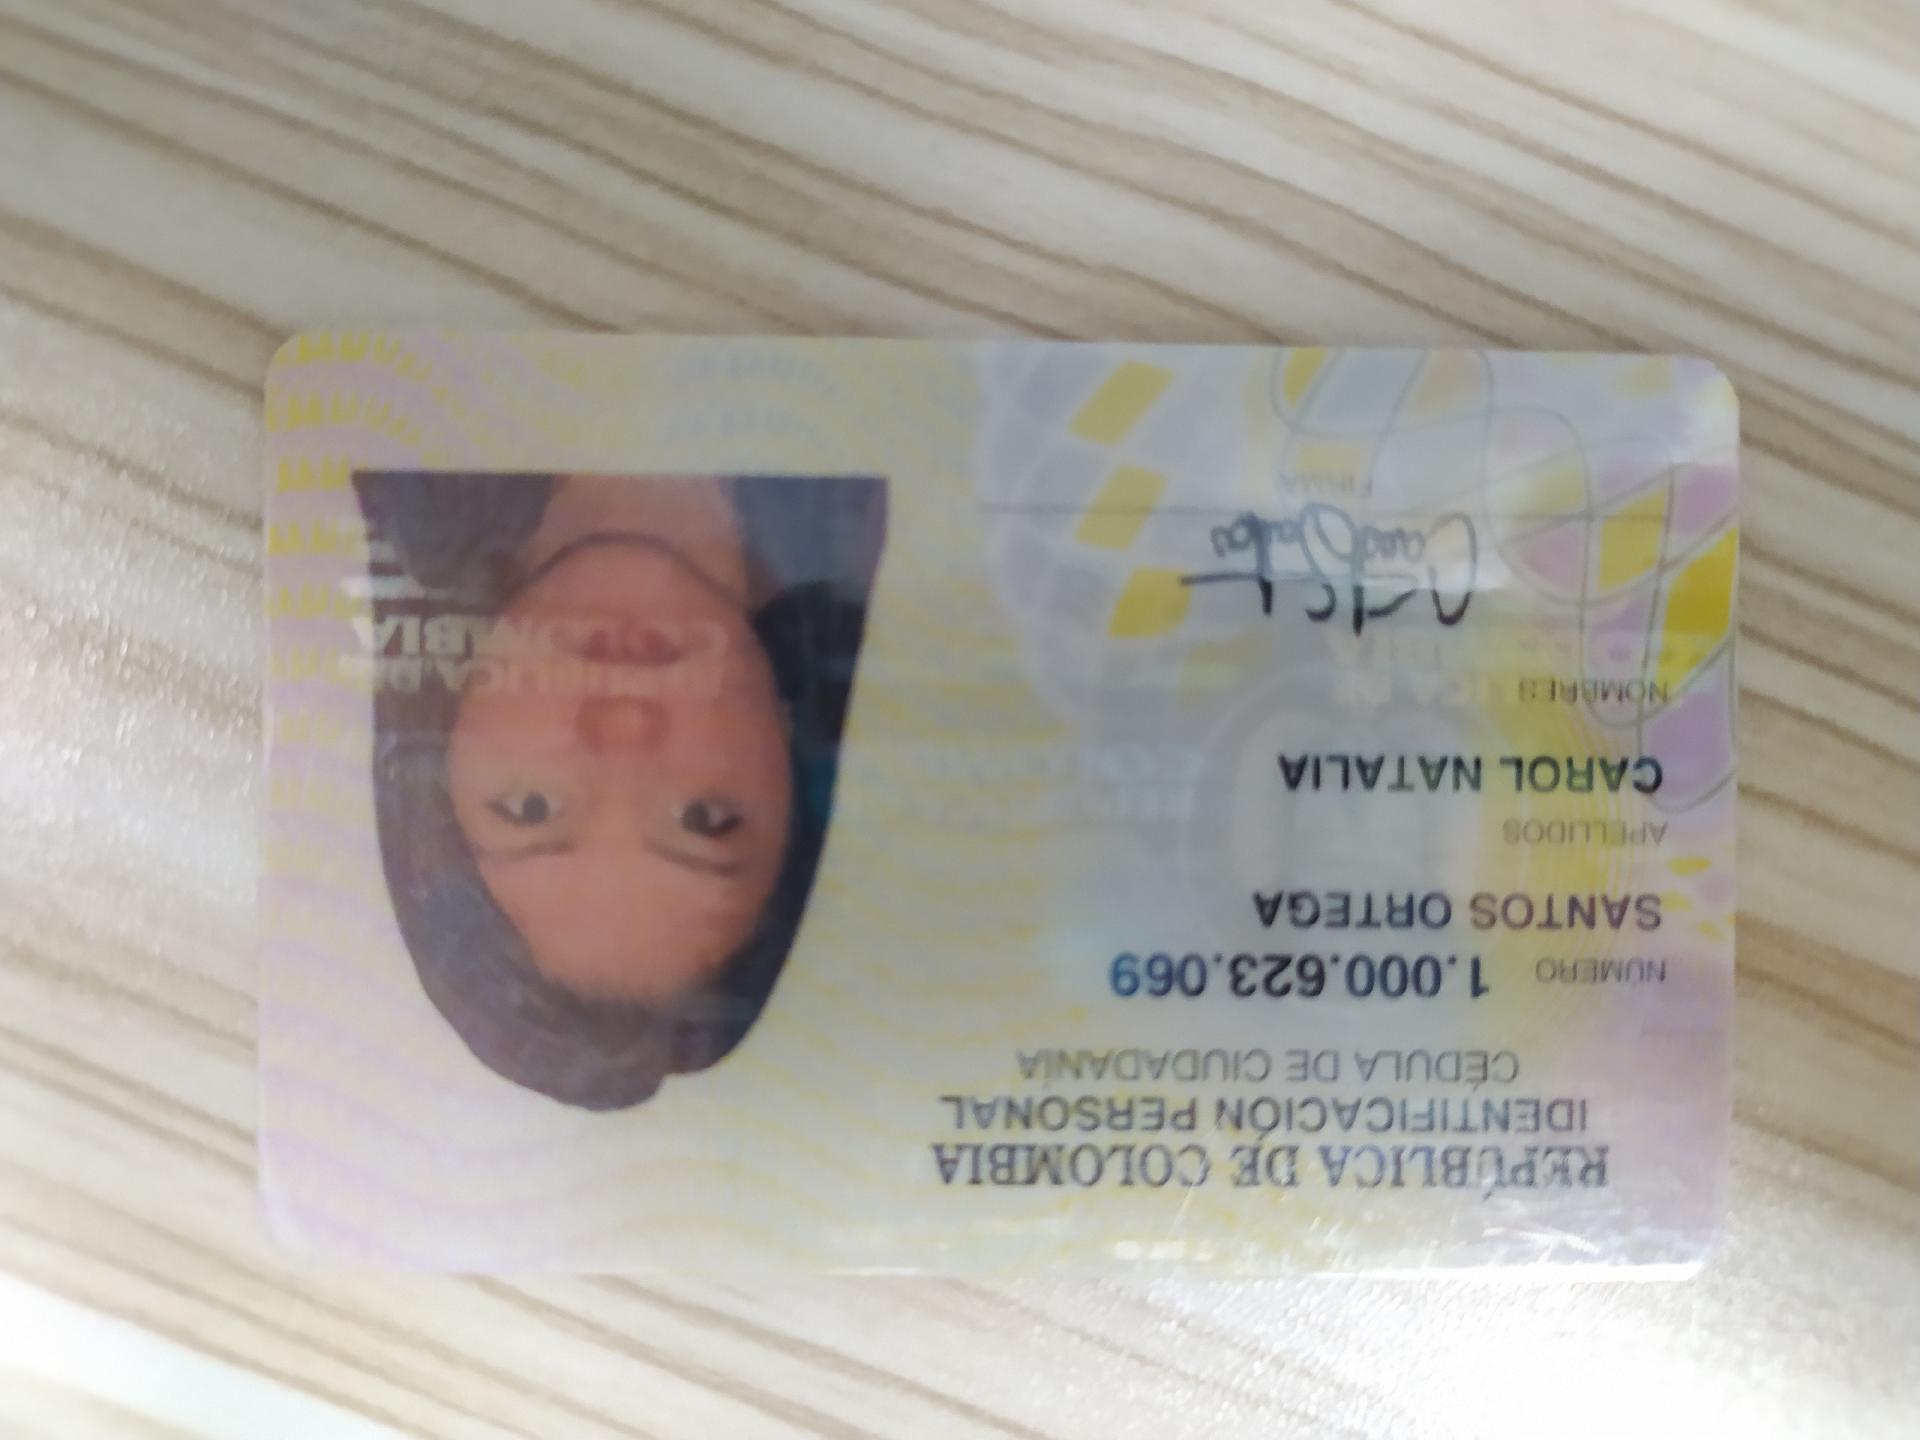 REPÚBLICA DE COLOMBIA
IDENTIFICACIÓN PERSONAL
CÉDULA DE CIUDADANÍA
NÚMERO 1.000.623.069
SANTOS ORTEGA
APELLIDOS
CAROL NATALIA
NOMBRES
FIRMA
REPÚBLICA DE
COLOMBIA